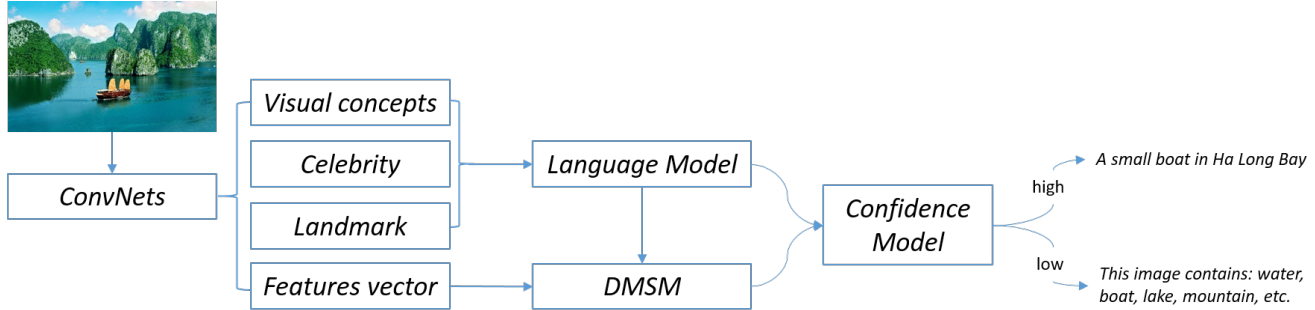 ConvNets
Visual concepts
Celebrity
Landmark
Features vector
Language Model
DMSM
Confidence
Model
high
A small boat in Ha Long Bay
low
This image contains: water,
boat, lake, mountain, etc.